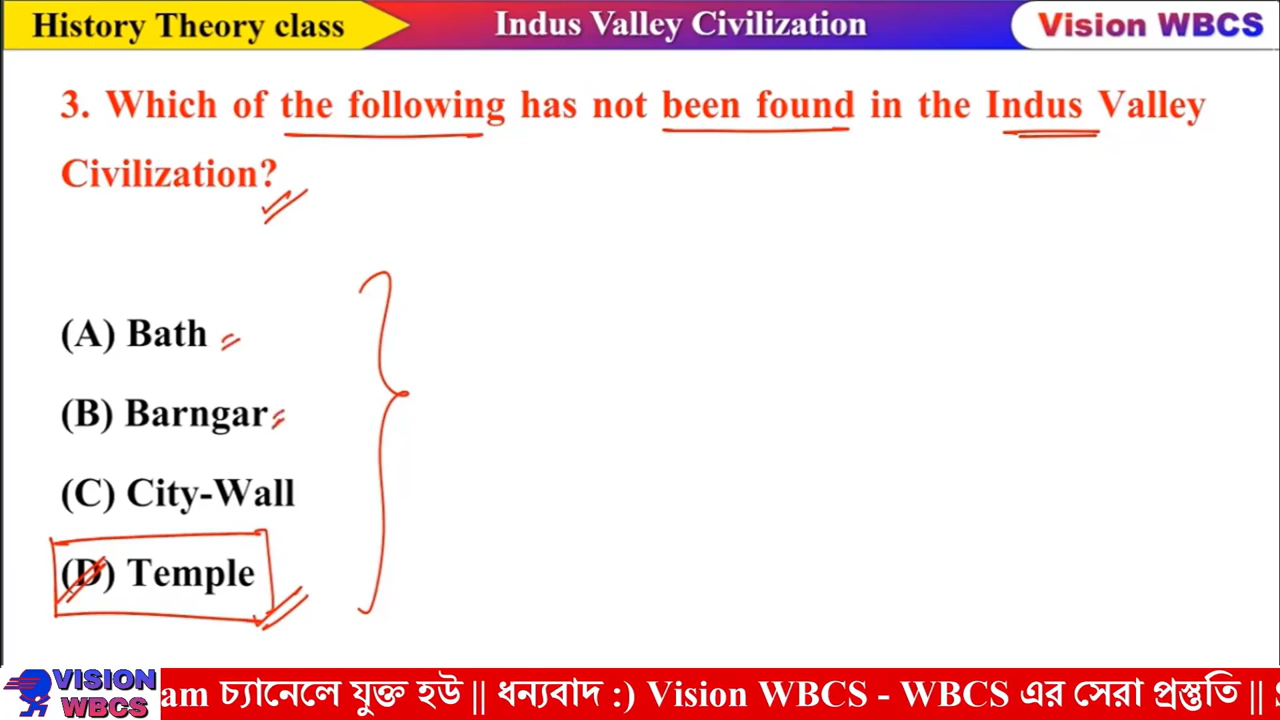 History Theory class
Indus Valley Civilization
Vision WBCS
3. Which of the following has not been found in the Indus Valley
Civilization?
(A) Bath
(B) Barngar
(C) City-Wall
(D) Temple
VISION
WBCS
am চ্যানেলে যুক্ত হউ || ধন্যবাদ :) Vision WBCS - WBCS এর সেরা প্রস্তুতি ||